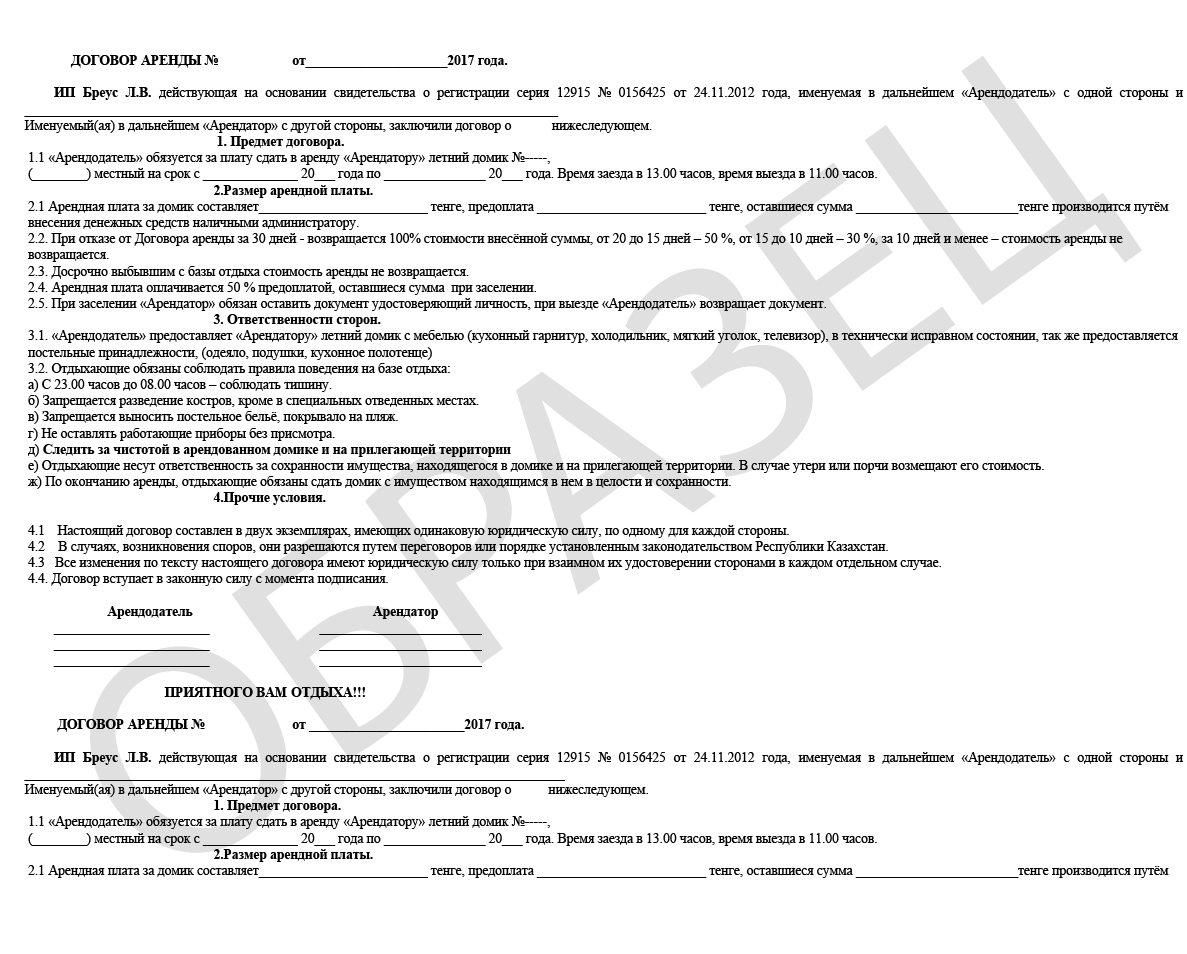 ДОГОВОР АРЕНДЫ № от_____________________2017 года.
ИП Бреус Л.В. действующая на основании свидетельства о регистрации серия 12915 № 0156425 от 24.11.2012 года, именуемая в дальнейшем «Арендодатель» с одной стороны и
________________________________________________________________________________
Именуемый(ая) в дальнейшем «Арендатор» с другой стороны, заключили договор о нижеследующем.
1. Предмет договора.
1.1 «Арендодатель» обязуется за плату сдать в аренду «Арендатору» летний домик №-----,
(________) местный на срок с ______________ 20___ года по _______________ 20___ года. Время заезда в 13.00 часов, время выезда в 11.00 часов.
2.Размер арендной платы.
2.1 Арендная плата за домик составляет_________________________ тенге, предоплата _________________________ тенге, оставшиеся сумма ________________________тенге производится путём
внесения денежных средств наличными администратору.
2.2. При отказе от Договора аренды за 30 дней - возвращается 100% стоимости внесённой суммы, от 20 до 15 дней – 50 %, от 15 до 10 дней – 30 %, за 10 дней и менее – стоимость аренды не
возвращается.
2.3. Досрочно выбывшим с базы отдыха стоимость аренды не возвращается.
2.4. Арендная плата оплачивается 50 % предоплатой, оставшиеся сумма при заселении.
2.5. При заселении «Арендатор» обязан оставить документ удостоверяющий личность, при выезде «Арендодатель» возвращает документ.
3. Ответственности сторон.
3.1. «Арендодатель» предоставляет «Арендатору» летний домик с мебелью (кухонный гарнитур, холодильник, мягкий уголок, телевизор), в технически исправном состоянии, так же предоставляется
постельные принадлежности, (одеяло, подушки, кухонное полотенце)
3.2. Отдыхающие обязаны соблюдать правила поведения на базе отдыха:
а) С 23.00 часов до 08.00 часов – соблюдать тишину.
б) Запрещается разведение костров, кроме в специальных отведенных местах.
в) Запрещается выносить постельное бельё, покрывало на пляж.
г) Не оставлять работающие приборы без присмотра.
д) Следить за чистотой в арендованном домике и на прилегающей территории
е) Отдыхающие несут ответственность за сохранности имущества, находящегося в домике и на прилегающей территории. В случае утери или порчи возмещают его стоимость.
ж) По окончанию аренды, отдыхающие обязаны сдать домик с имуществом находящимся в нем в целости и сохранности.
4.Прочие условия.
4.1 Настоящий договор составлен в двух экземплярах, имеющих одинаковую юридическую силу, по одному для каждой стороны.
4.2 В случаях, возникновения споров, они разрешаются путем переговоров или порядке установленным законодательством Республики Казахстан.
4.3 Все изменения по тексту настоящего договора имеют юридическую силу только при взаимном их удостоверении сторонами в каждом отдельном случае.
4.4. Договор вступает в законную силу с момента подписания.
Арендодатель Арендатор
_______________________ ________________________
_______________________ ________________________
_______________________ ________________________
ПРИЯТНОГО ВАМ ОТДЫХА!!!
ДОГОВОР АРЕНДЫ № от _______________________2017 года.
ИП Бреус Л.В. действующая на основании свидетельства о регистрации серия 12915 № 0156425 от 24.11.2012 года, именуемая в дальнейшем «Арендодатель» с одной стороны и
________________________________________________________________________________
Именуемый(ая) в дальнейшем «Арендатор» с другой стороны, заключили договор о нижеследующем.
1. Предмет договора.
1.1 «Арендодатель» обязуется за плату сдать в аренду «Арендатору» летний домик №-----,
(________) местный на срок с ______________ 20___ года по _______________ 20___ года. Время заезда в 13.00 часов, время выезда в 11.00 часов.
2.Размер арендной платы.
2.1 Арендная плата за домик составляет_________________________ тенге, предоплата _________________________ тенге, оставшиеся сумма ________________________тенге производится путём
ОБРАЗЕЦ